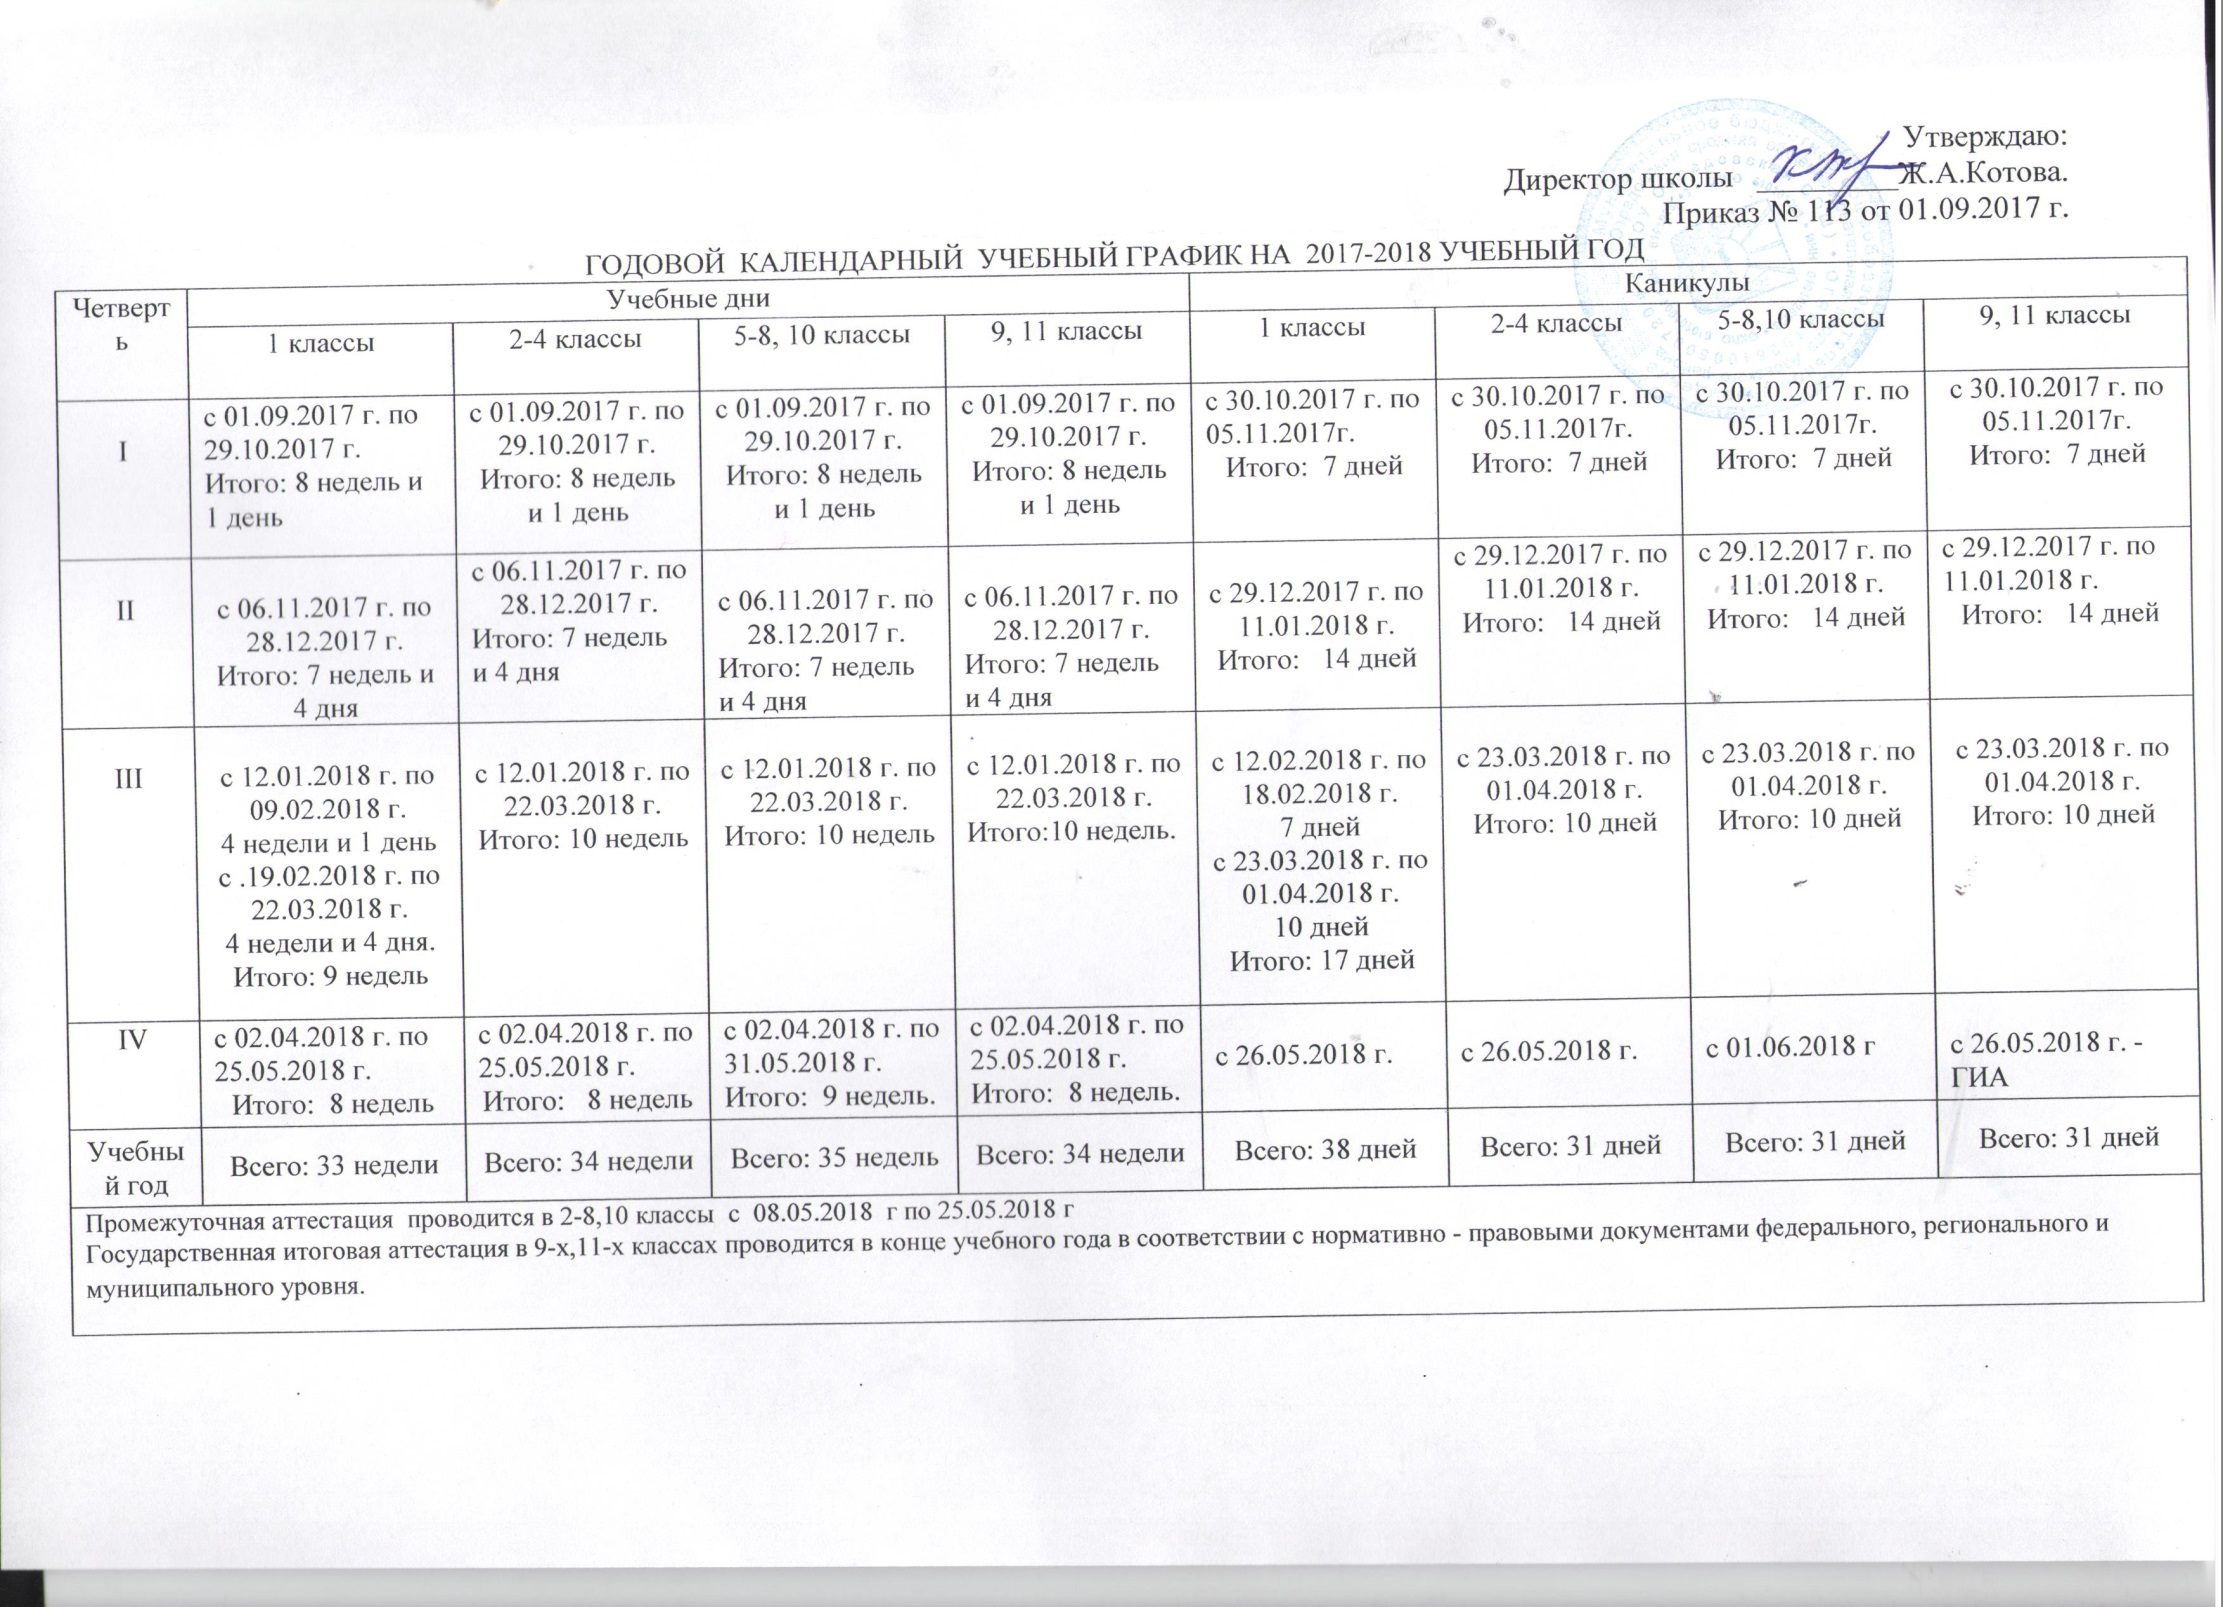 Утверждаю:
Директор школы __________Ж.А.Котова.
Приказ № 113 от 01.09.2017 г.
ГОДОВОЙ КАЛЕНДАРНЫЙ УЧЕБНЫЙ ГРАФИК НА 2017-2018 УЧЕБНЫЙ ГОД
Четверт
ь
Учебные дни
Каникулы
1 классы
2-4 классы
5-8, 10 классы
9, 11 классы
1 классы
2-4 классы
5-8,10 классы
9, 11 классы
I
с 01.09.2017 г. по
29.10.2017 г.
Итого: 8 недель и
1 день
с 01.09.2017 г. по
29.10.2017 г.
Итого: 8 недель
и 1 день
с 01.09.2017 г. по
29.10.2017 г.
Итого: 8 недель
и 1 день
с 01.09.2017 г. по
29.10.2017 г.
Итого: 8 недель
и 1 день
с 30.10.2017 г. по
05.11.2017г.
Итого: 7 дней
с 30.10.2017 г. по
05.11.2017г.
Итого: 7 дней
с 30.10.2017 г. по
05.11.2017г.
Итого: 7 дней
с 30.10.2017 г. по
05.11.2017г.
Итого: 7 дней
II
с 06.11.2017 г. по
28.12.2017 г.
Итого: 7 недель и
4 дня
с 06.11.2017 г. по
28.12.2017 г.
Итого: 7 недель
и 4 дня
с 06.11.2017 г. по
28.12.2017 г.
Итого: 7 недель
и 4 дня
с 06.11.2017 г. по
28.12.2017 г.
Итого: 7 недель
и 4 дня
с 29.12.2017 г. по
11.01.2018 г.
Итого: 14 дней
с 29.12.2017 г. по
11.01.2018 г.
Итого: 14 дней
с 29.12.2017 г. по
11.01.2018 г.
Итого: 14 дней
с 29.12.2017 г. по
11.01.2018 г.
Итого: 14 дней
III
с 12.01.2018 г. по
09.02.2018 г.
4 недели и 1 день
с .19.02.2018 г. по
22.03.2018 г.
4 недели и 4 дня.
Итого: 9 недель
с 12.01.2018 г. по
22.03.2018 г.
Итого: 10 недель
с 12.01.2018 г. по
22.03.2018 г.
Итого: 10 недель
с 12.01.2018 г. по
22.03.2018 г.
Итого:10 недель.
с 12.02.2018 г. по
18.02.2018 г.
7 дней
с 23.03.2018 г. по
01.04.2018 г.
10 дней
Итого: 17 дней
с 23.03.2018 г. по
01.04.2018 г.
Итого: 10 дней
с 23.03.2018 г. по
01.04.2018 г.
Итого: 10 дней
с 23.03.2018 г. по
01.04.2018 г.
Итого: 10 дней
IV
с 02.04.2018 г. по
25.05.2018 г.
Итого: 8 недель
с 02.04.2018 г. по
25.05.2018 г.
Итого: 8 недель
с 02.04.2018 г. по
31.05.2018 г.
Итого: 9 недель.
с 02.04.2018 г. по
25.05.2018 г.
Итого: 8 недель.
с 26.05.2018 г.
с 26.05.2018 г.
с 01.06.2018 г
с 26.05.2018 г. -
ГИА
Учебны
й год
Всего: 33 недели
Всего: 34 недели
Всего: 35 недель
Всего: 34 недели
Всего: 38 дней
Всего: 31 дней
Всего: 31 дней
Всего: 31 дней
Промежуточная аттестация проводится в 2-8,10 классы с 08.05.2018 г по 25.05.2018 г
Государственная итоговая аттестация в 9-х,11-х классах проводится в конце учебного года в соответствии с нормативно - правовыми документами федерального, регионального и
муниципального уровня.